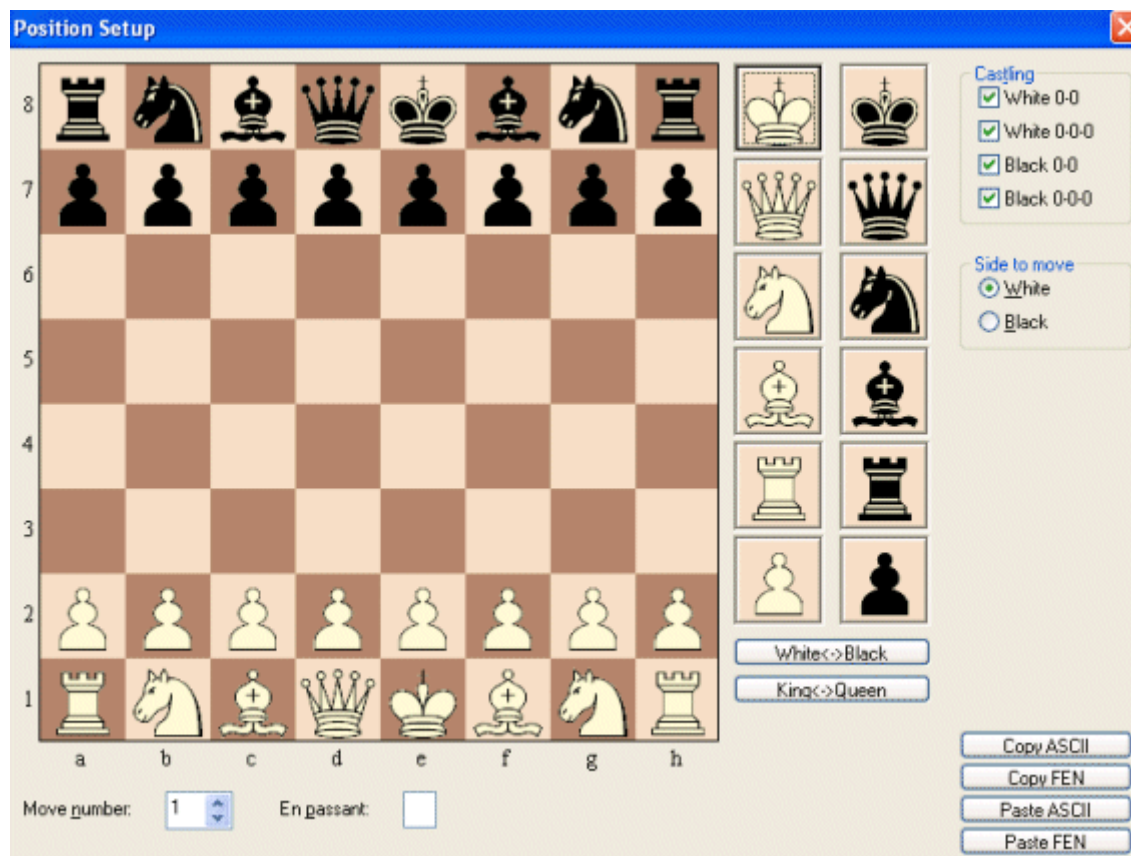 Position Setup
8
7
6
5
4
3
2
1
a b c d e f g h
Move number: 1 En passant:
White<->Black
King<->Queen
Castling
White 0-0
White 0-0-0
Black 0-0
Black 0-0-0
Side to move
White
Black
Copy ASCII
Copy FEN
Paste ASCII
Paste FEN